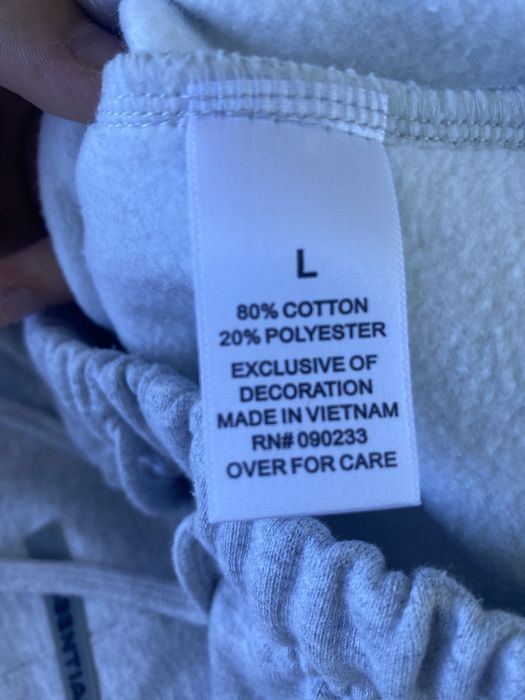 L
80% COTTON
20% POLYESTER
EXCLUSIVE OF
DECORATION
MADE IN VIETNAM
RN# 090233
OVER FOR CARE